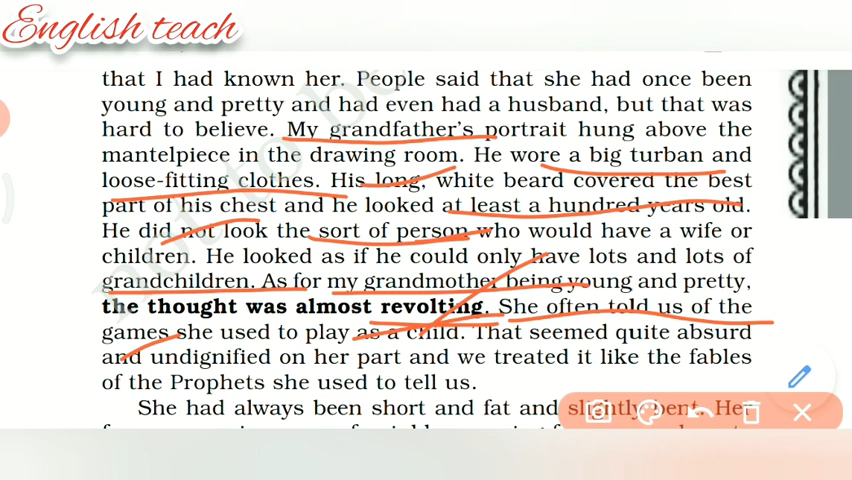 English teach
that I had known her. People said that she had once been
young and pretty and had even had a husband, but that was
hard to believe. My grandfather's portrait hung above the
mantelpiece in the drawing room. He wore a big turban and
loose-fitting clothes. His long, white beard covered the best
part of his chest and he looked at least a hundred years old.
He did not look the sort of person who would have a wife or
children. He looked as if he could only have lots and lots of
grandchildren. As for my grandmother being young and pretty,
the thought was almost revolting. She often told us of the
games she used to play as a child. That seemed quite absurd
and undignified on her part and we treated it like the fables
of the Prophets she used to tell us.
She had always been short and fat and slightly bent. Her
not to be